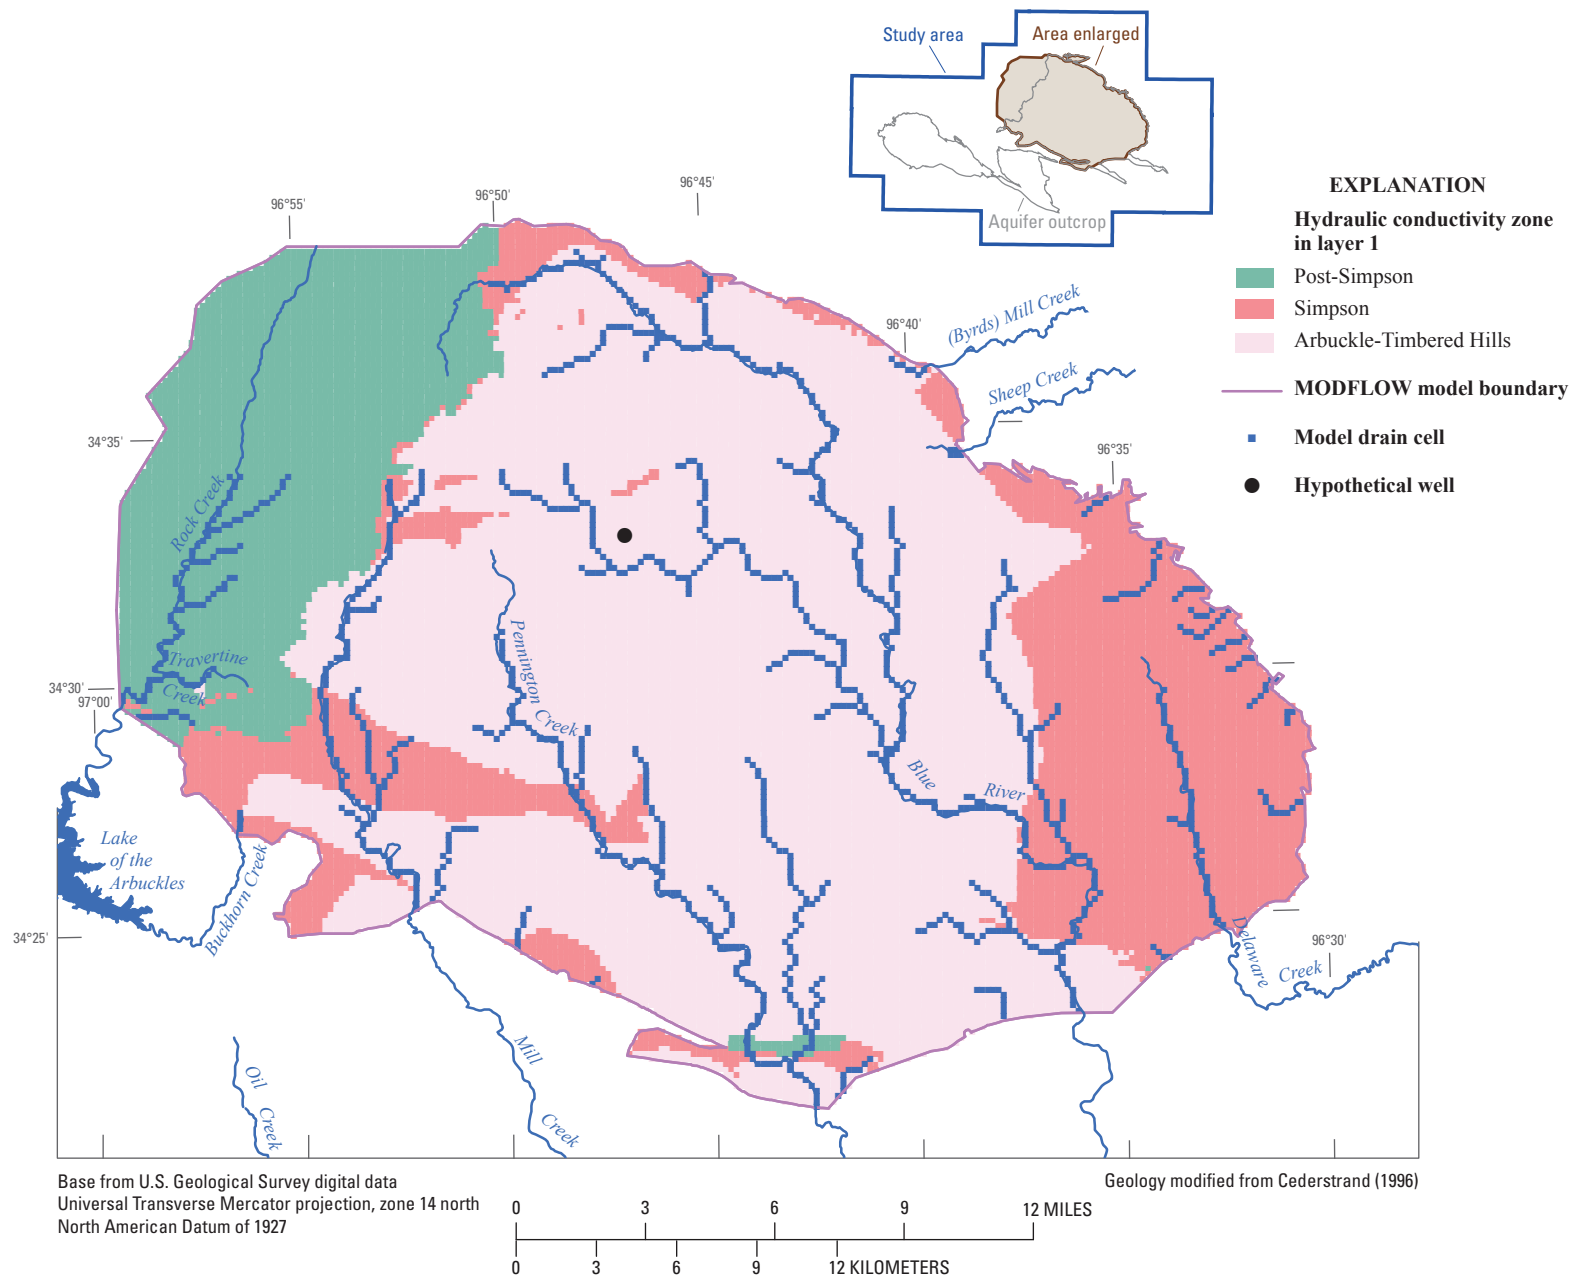 Study area
Area enlarged
Aquifer outcrop
EXPLANATION
Hydraulic conductivity zone
in layer 1
Post-Simpson
Simpson
Arbuckle-Timbered Hills
MODFLOW model boundary
Model drain cell
Hypothetical well
96°55'
96°50'
96°45'
96°40'
96°35'
96°30'
34°35'
34°30'
97°00'
34°25'
(Byrds) Mill Creek
Sheep Creek
Rock Creek
Travertine
Creek
Pennington
Creek
Blue
River
Lake
of the
Arbuckles
Buckhorn Creek
Delaware
Creek
Mill
Creek
Oil
Creek
Base from U.S. Geological Survey digital data
Universal Transverse Mercator projection, zone 14 north
North American Datum of 1927
Geology modified from Cederstrand (1996)
0 3 6 9 12 MILES
0 3 6 9 12 KILOMETERS